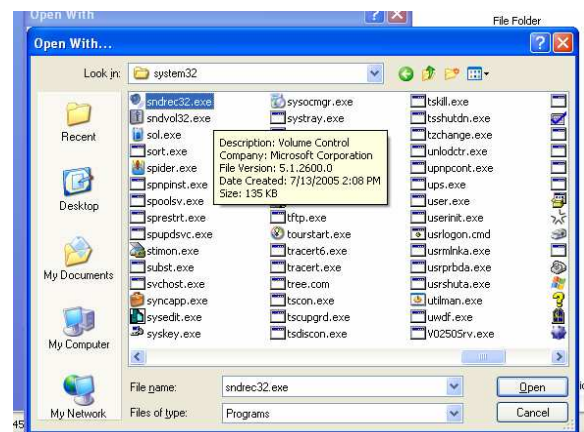 Open With
File Folder
Open With...
Look in:
system32
Recent
Desktop
My Documents
My Computer
My Network
sndrec32.exe
sndvol32.exe
sol.exe
sort.exe
spider.exe
spnpinst.exe
spoolsv.exe
sprestrt.exe
spupdsvc.exe
stimon.exe
subst.exe
svchost.exe
syncapp.exe
sysedit.exe
syskey.exe
sysocmgr.exe
systray.exe
Description: Volume Control
Company: Microsoft Corporation
File Version: 5.1.2600.0
Date Created: 7/13/2005 2:08 PM
Size: 135 KB
tftp.exe
tourstart.exe
tracert6.exe
tracert.exe
tree.com
tscon.exe
tscupgrd.exe
tsdiscon.exe
tskill.exe
tsshutdn.exe
tzchange.exe
unlodctr.exe
upnpcont.exe
ups.exe
user.exe
userinit.exe
usrlogon.cmd
usrmlnka.exe
usrprbda.exe
usrshuta.exe
utilman.exe
uwdf.exe
V0250Srv.exe
File name:
sndrec32.exe
Open
Files of type:
Programs
Cancel
45